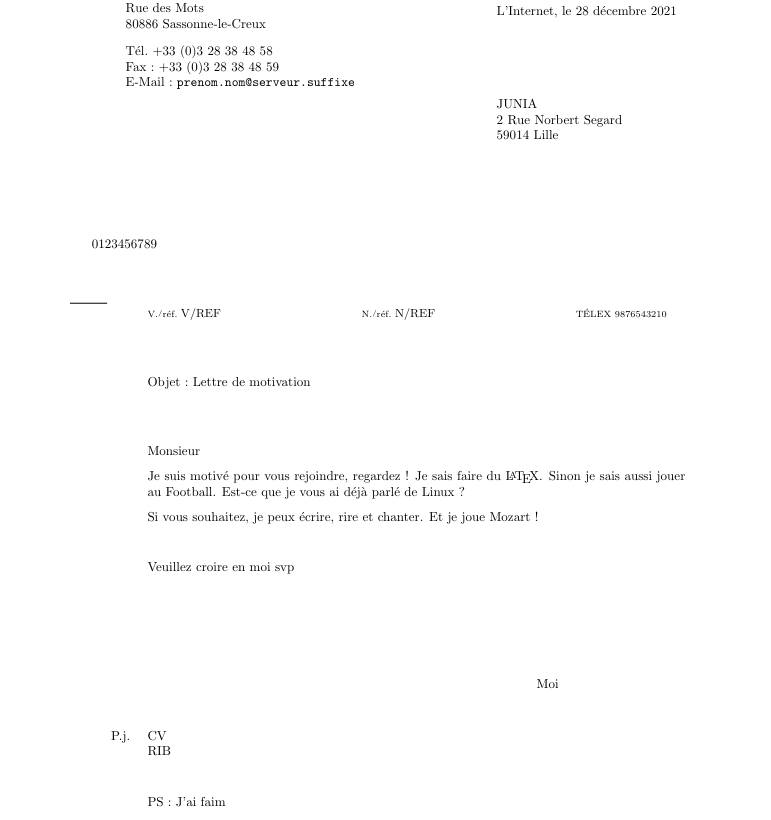 Rue des Mots
80886 Sassonne-le-Creux
L'Internet, le 28 décembre 2021
Tél. +33 (0)3 28 38 48 58
Fax : +33 (0)3 28 38 48 59
E-Mail : prenom.nom@serveur.suffixe
JUNIA
2 Rue Norbert Segard
59014 Lille
0123456789
V./réf. V/REF N./réf. N/REF TÉLEX 9876543210
Objet : Lettre de motivation
Monsieur
Je suis motivé pour vous rejoindre, regardez ! Je sais faire du LATEX. Sinon je sais aussi jouer
au Football. Est-ce que je vous ai déjà parlé de Linux ?
Si vous souhaitez, je peux écrire, rire et chanter. Et je joue Mozart !
Veuillez croire en moi svp
Moi
P.j. CV
RIB
PS : J'ai faim